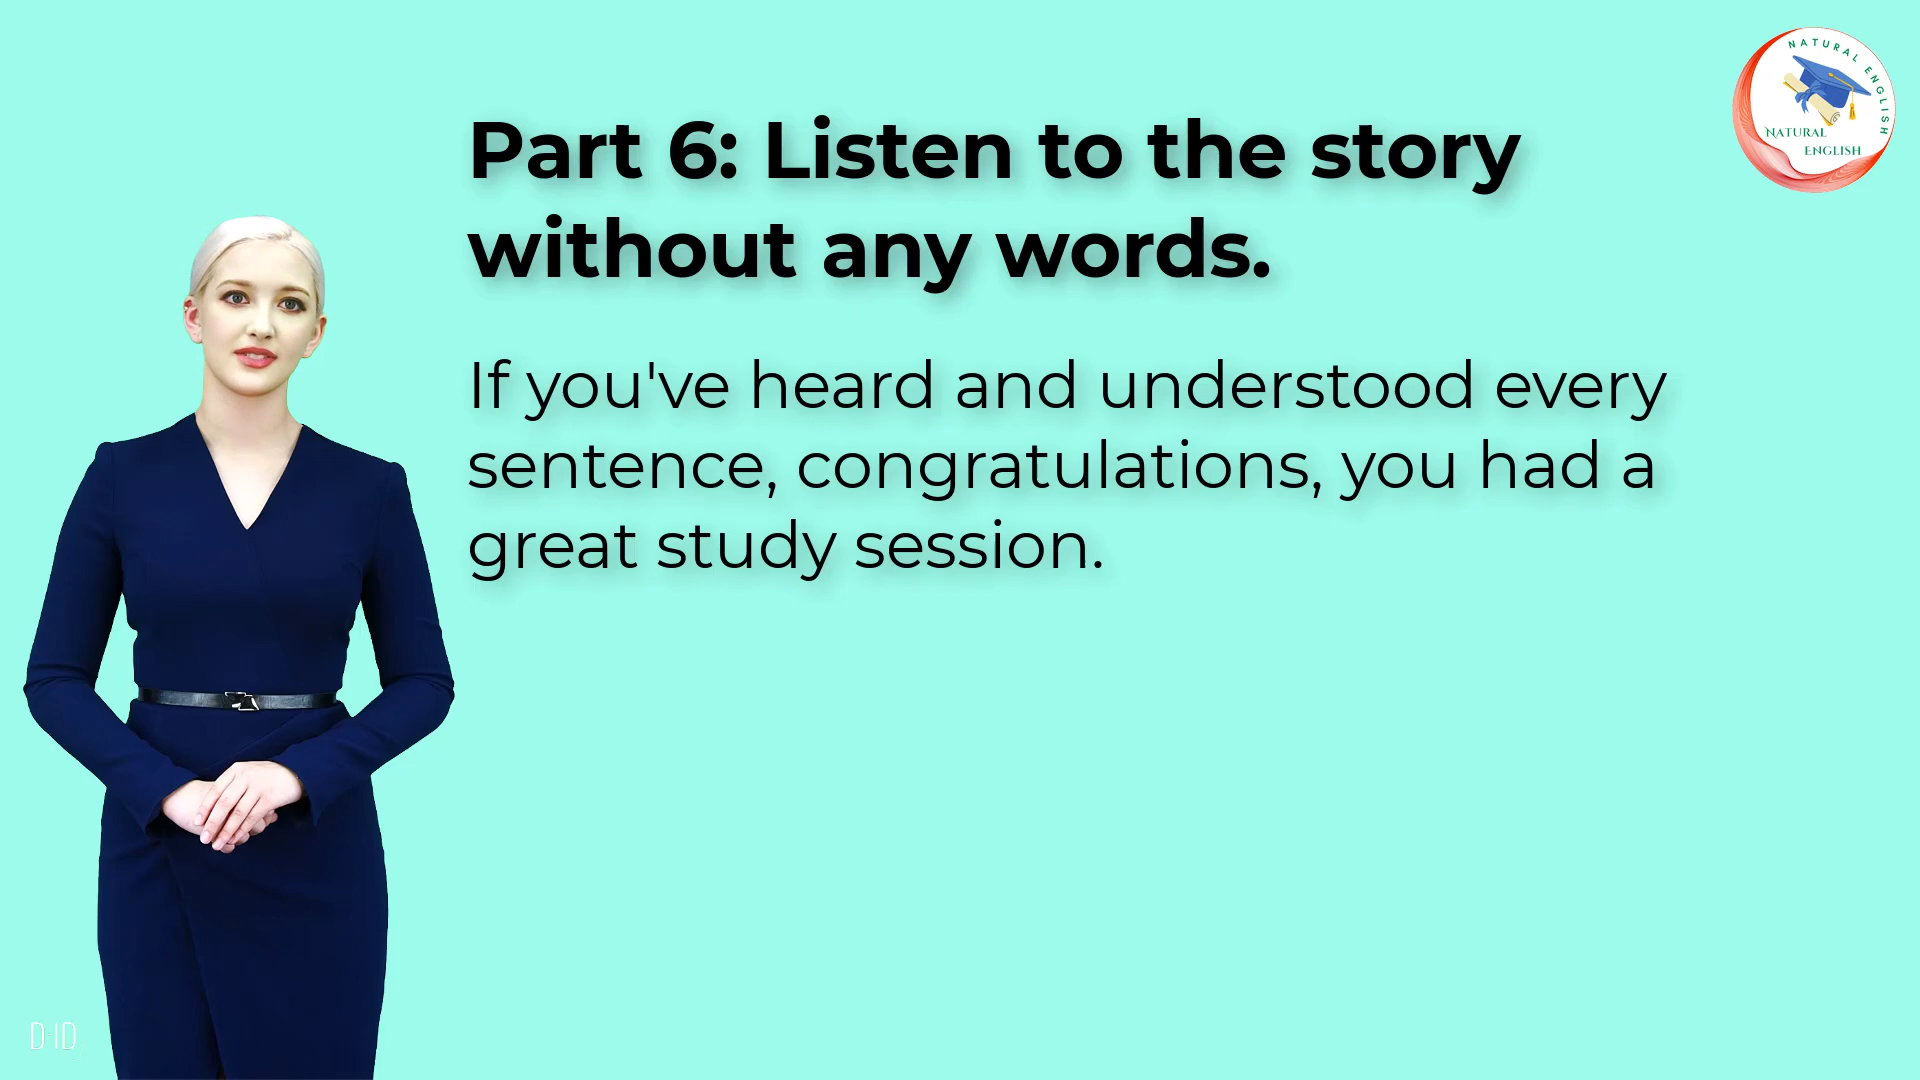 NATURAL ENGLISH
NATURAL
ENGLISH
Part 6: Listen to the story
without any words.
If you've heard and understood every
sentence, congratulations, you had a
great study session.
D-ID